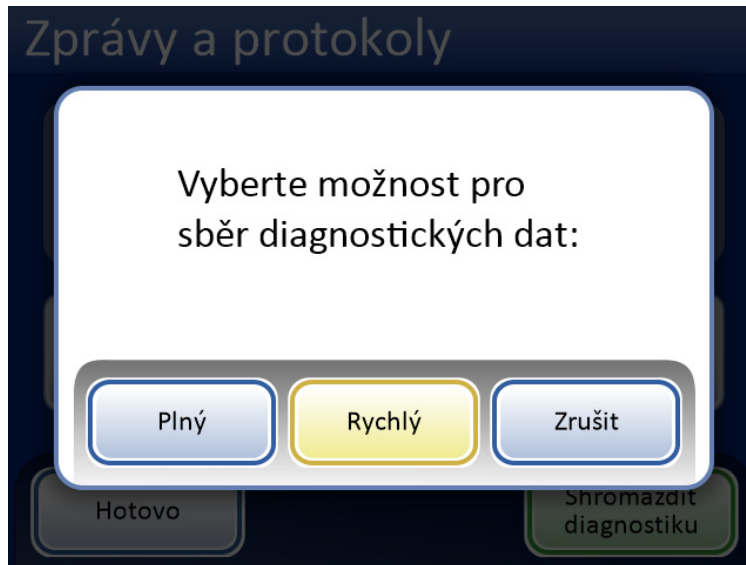 Zprávy a protokoly
Vyberte možnost pro
sběr diagnostických dat:
Plný
Rychlý
Zrušit
Hotovo
Shromáždit
diagnostiku